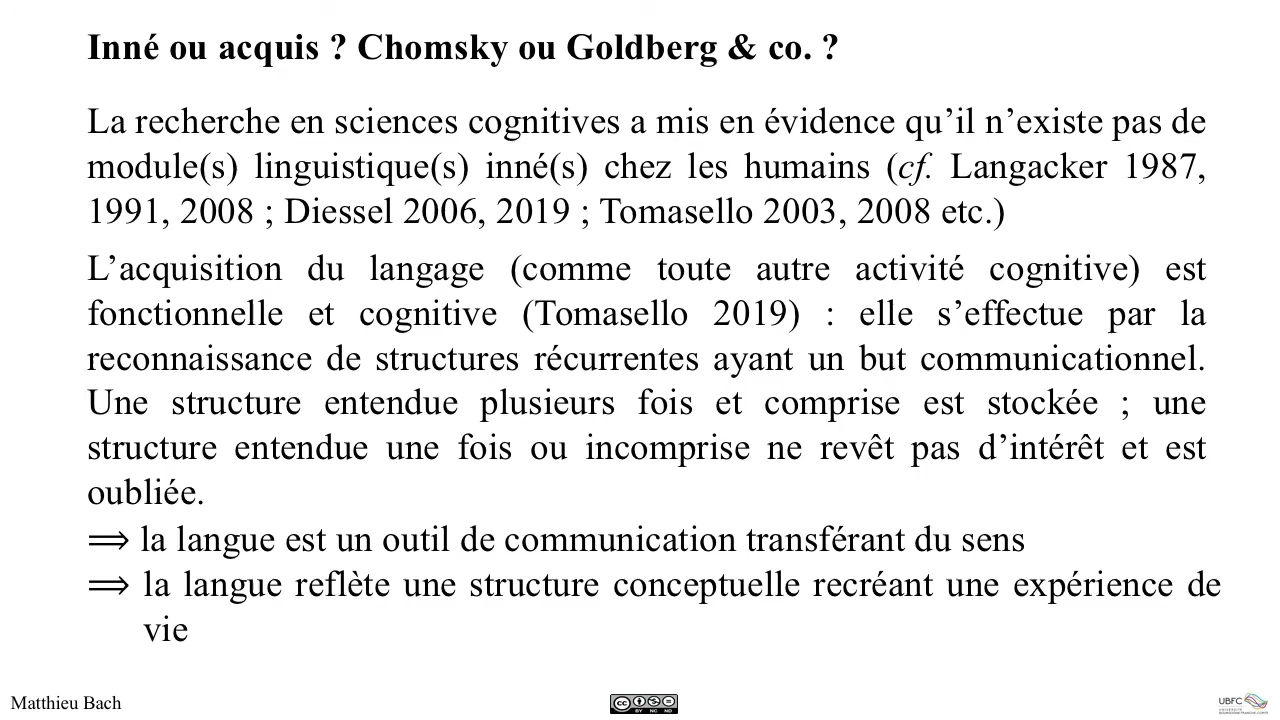 Inné ou acquis ? Chomsky ou Goldberg & co. ?
La recherche en sciences cognitives a mis en évidence qu’il n’existe pas de
module(s) linguistique(s) inné(s) chez les humains (cf. Langacker 1987,
1991, 2008 ; Diessel 2006, 2019 ; Tomasello 2003, 2008 etc.)
L’acquisition du langage (comme toute autre activité cognitive) est
fonctionnelle et cognitive (Tomasello 2019) : elle s’effectue par la
reconnaissance de structures récurrentes ayant un but communicationnel.
Une structure entendue plusieurs fois et comprise est stockée ; une
structure entendue une fois ou incomprise ne revêt pas d’intérêt et est
oubliée.
⟹ la langue est un outil de communication transférant du sens
⟹ la langue reflète une structure conceptuelle recréant une expérience de
vie
Matthieu Bach
cc
BY NC ND
UBFC